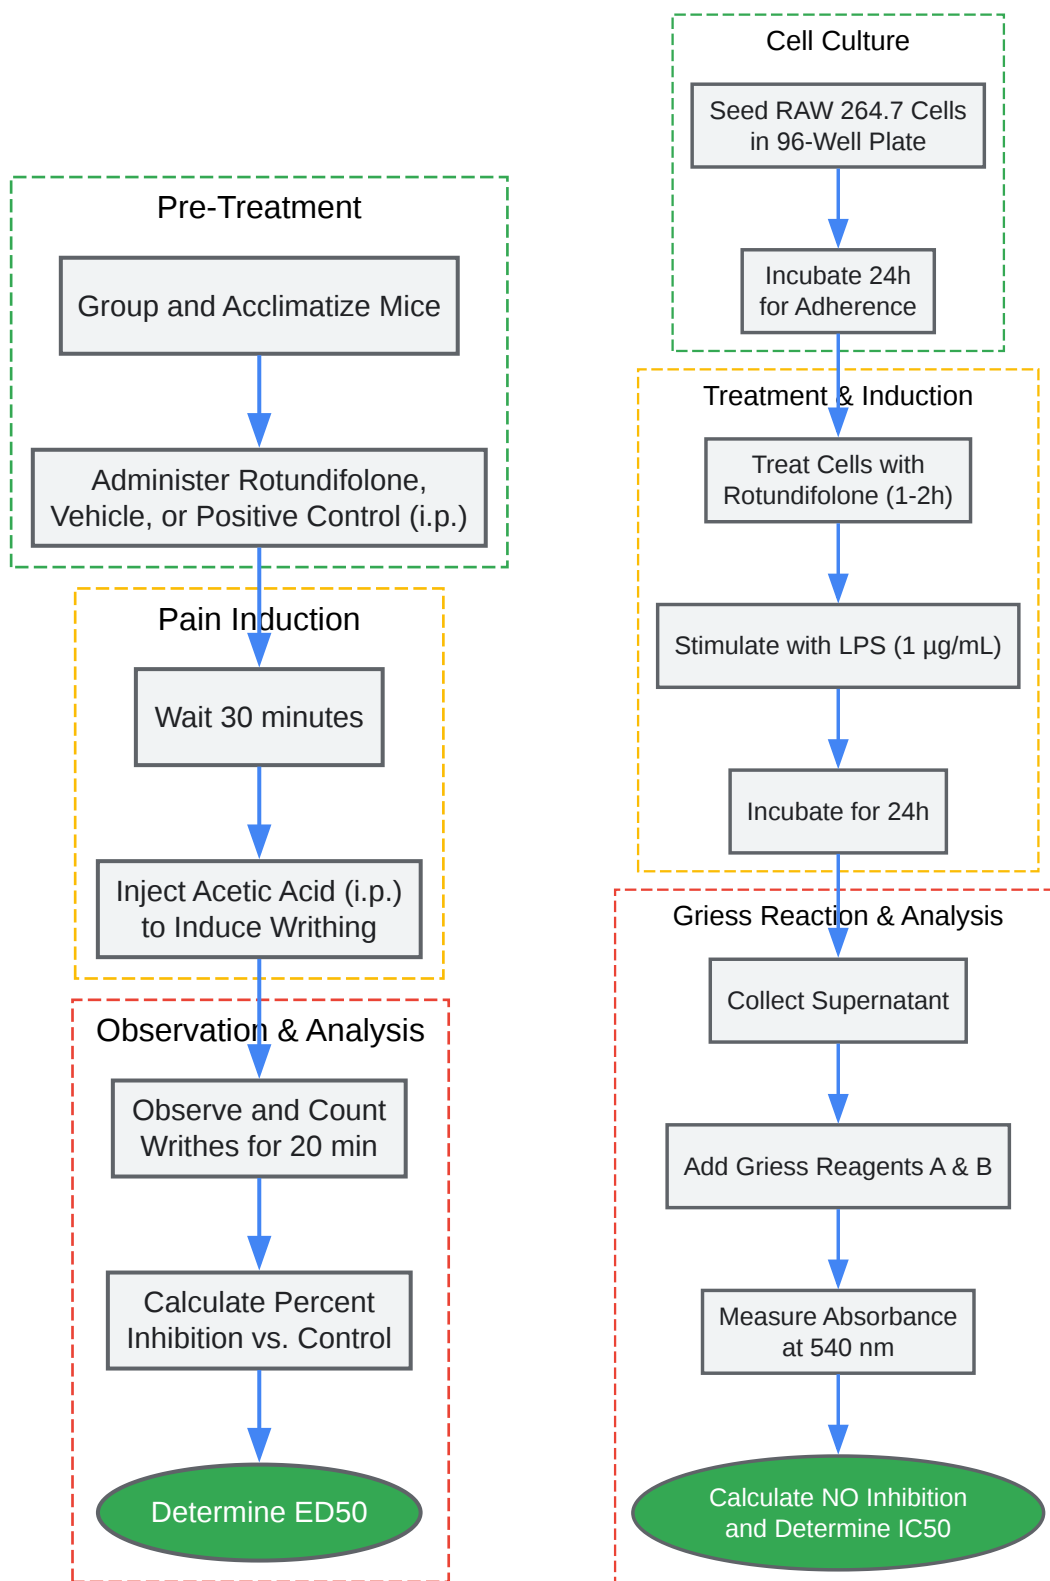 Pre-Treatment
Group and Acclimatize Mice
Administer Rotundifolone,
Vehicle, or Positive Control (i.p.)
Pain Induction
Wait 30 minutes
Inject Acetic Acid (i.p.)
to Induce Writhing
Observation & Analysis
Observe and Count
Writhes for 20 min
Calculate Percent
Inhibition vs. Control
Determine ED50
Cell Culture
Seed RAW 264.7 Cells
in 96-Well Plate
Incubate 24h
for Adherence
Treatment & Induction
Treat Cells with
Rotundifolone (1-2h)
Stimulate with LPS (1 µg/mL)
Incubate for 24h
Griess Reaction & Analysis
Collect Supernatant
Add Griess Reagents A & B
Measure Absorbance
at 540 nm
Calculate NO Inhibition
and Determine IC50